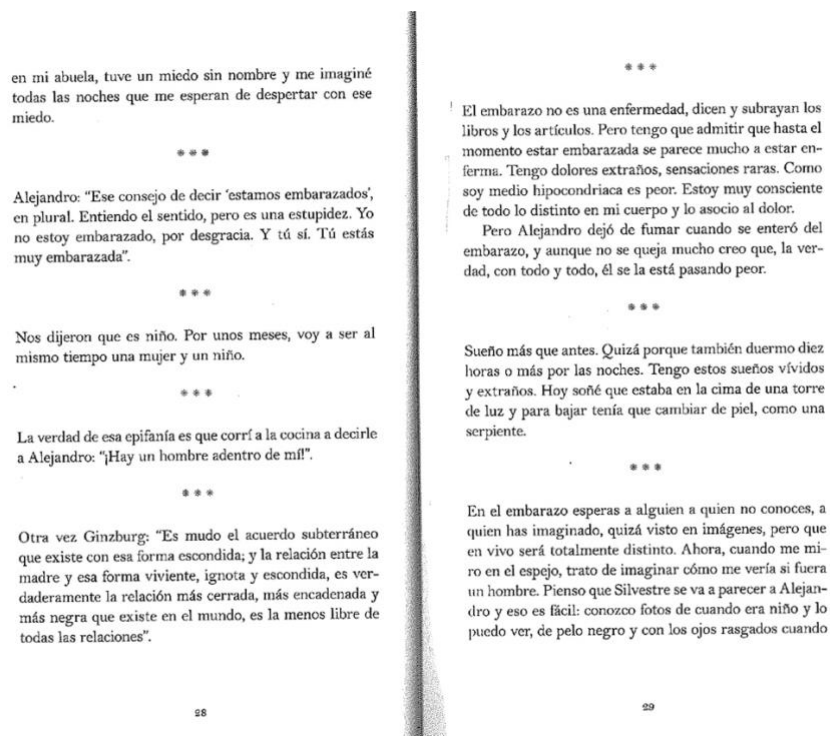 en mi abuela, tuve un miedo sin nombre y me imaginé
todas las noches que me esperan de despertar con ese
miedo.
***
Alejandro: "Ese consejo de decir 'estamos embarazados',
en plural. Entiendo el sentido, pero es una estupidez. Yo
no estoy embarazado, por desgracia. Y tú sí. Tú estás
muy embarazada".
***
Nos dijeron que es niño. Por unos meses, voy a ser al
mismo tiempo una mujer y un niño.
***
La verdad de esa epifanía es que corrí a la cocina a decirle
a Alejandro: "¡Hay un hombre adentro de mí!".
***
Otra vez Ginzburg: "Es mudo el acuerdo subterráneo
que existe con esa forma escondida; y la relación entre la
madre y esa forma viviente, ignota y escondida, es ver-
daderamente la relación más cerrada, más encadenada y
más negra que existe en el mundo, es la menos libre de
todas las relaciones".
28
***
El embarazo no es una enfermedad, dicen y subrayan los
libros y los artículos. Pero tengo que admitir que hasta el
momento estar embarazada se parece mucho a estar en-
ferma. Tengo dolores extraños, sensaciones raras. Como
soy medio hipocondriaca es peor. Estoy muy consciente
de todo lo distinto en mi cuerpo y lo asocio al dolor.
Pero Alejandro dejó de fumar cuando se enteró del
embarazo, y aunque no se queja mucho creo que, la ver-
dad, con todo y todo, él se la está pasando peor.
***
Sueño más que antes. Quizá porque también duermo diez
horas o más por las noches. Tengo estos sueños vívidos
y extraños. Hoy soñé que estaba en la cima de una torre
de luz y para bajar tenía que cambiar de piel, como una
serpiente.
***
En el embarazo esperas a alguien a quien no conoces, a
quien has imaginado, quizá visto en imágenes, pero que
en vivo será totalmente distinto. Ahora, cuando me mi-
ro en el espejo, trato de imaginar cómo me vería si fuera
un hombre. Pienso que Silvestre se va a parecer a Alejan-
dro y eso es fácil: conozco fotos de cuando era niño y lo
puedo ver, de pelo negro y con los ojos rasgados cuando
29